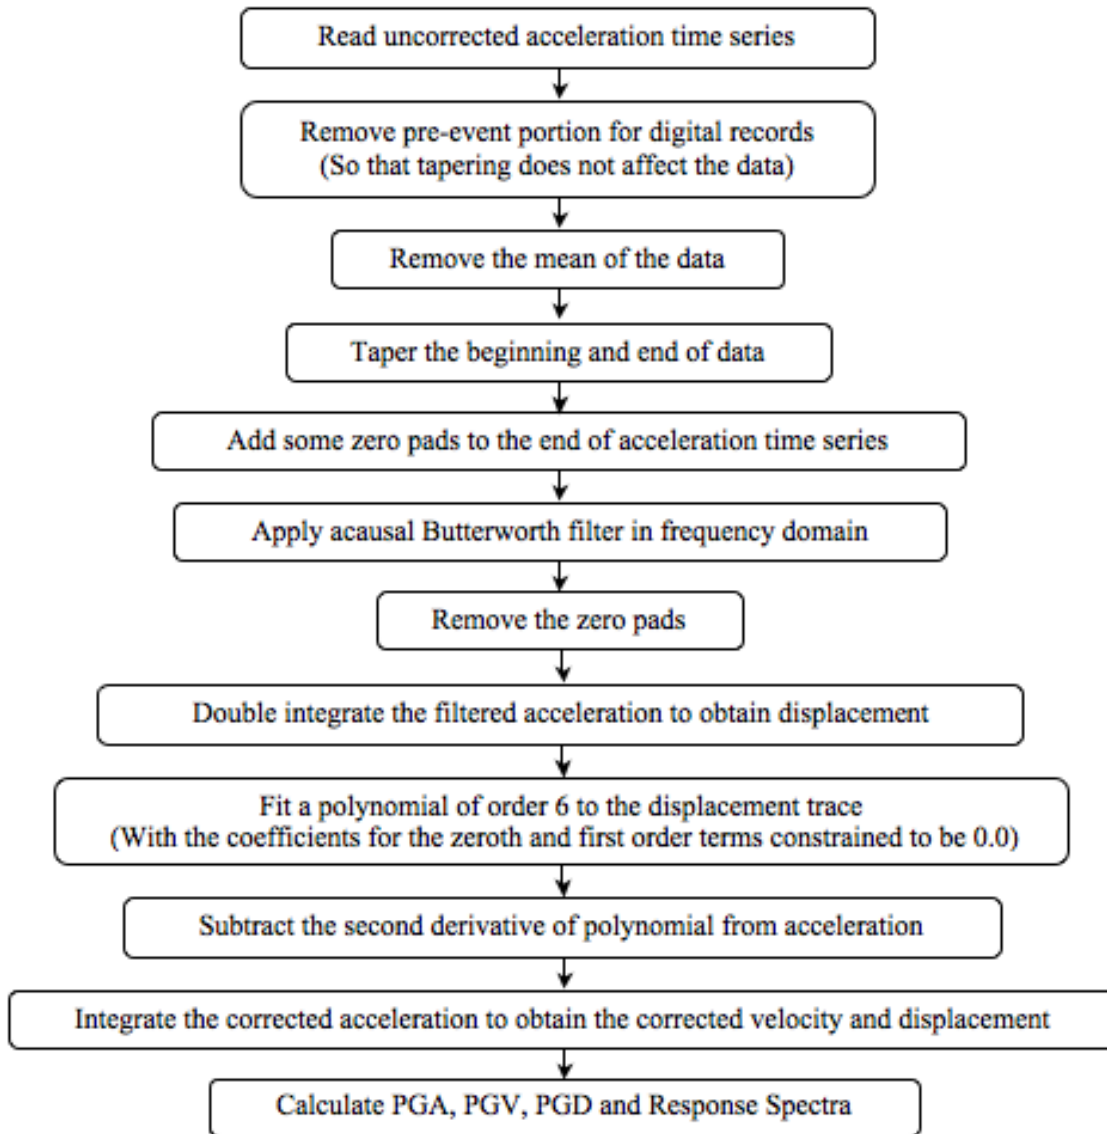 Read uncorrected acceleration time series
Remove pre-event portion for digital records
(So that tapering does not affect the data)
Remove the mean of the data
Taper the beginning and end of data
Add some zero pads to the end of acceleration time series
Apply acausal Butterworth filter in frequency domain
Remove the zero pads
Double integrate the filtered acceleration to obtain displacement
Fit a polynomial of order 6 to the displacement trace
(With the coefficients for the zeroth and first order terms constrained to be 0.0)
Subtract the second derivative of polynomial from acceleration
Integrate the corrected acceleration to obtain the corrected velocity and displacement
Calculate PGA, PGV, PGD and Response Spectra